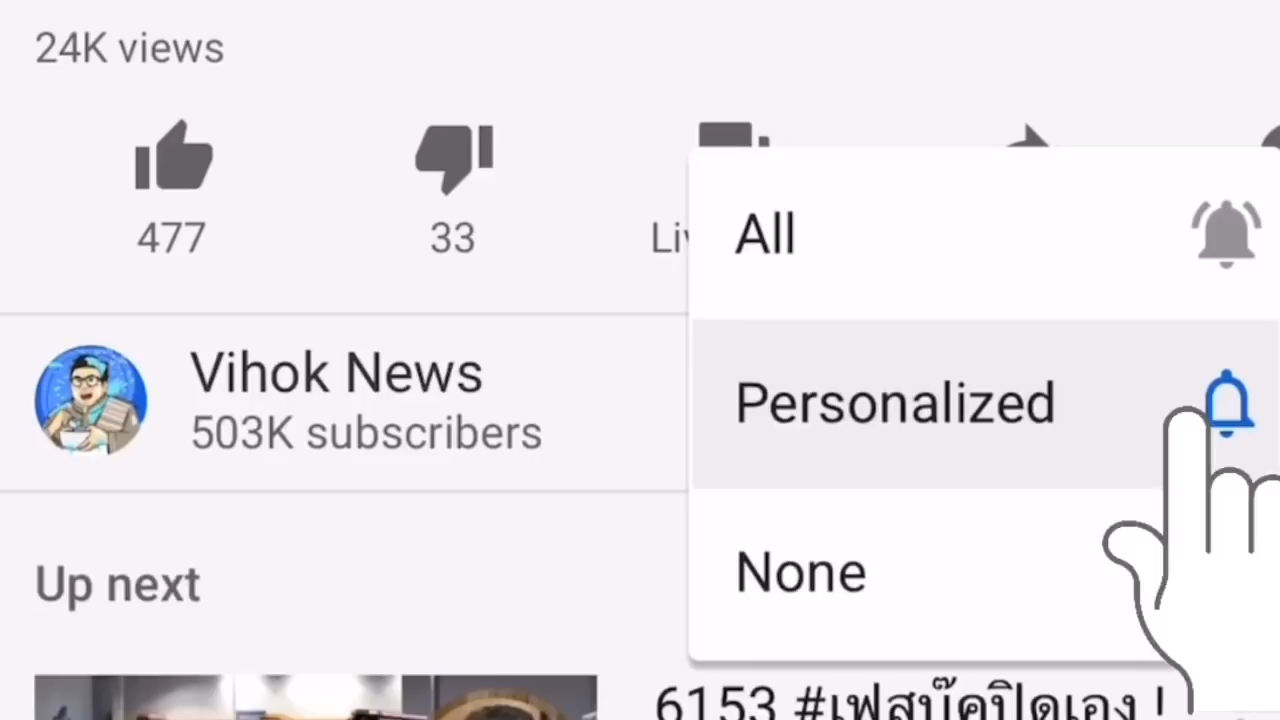 24K views
477
33
Li
All
Vihok News
503K subscribers
Personalized
None
Up next
6153 #เฟสบุ๊คปิดเอง !